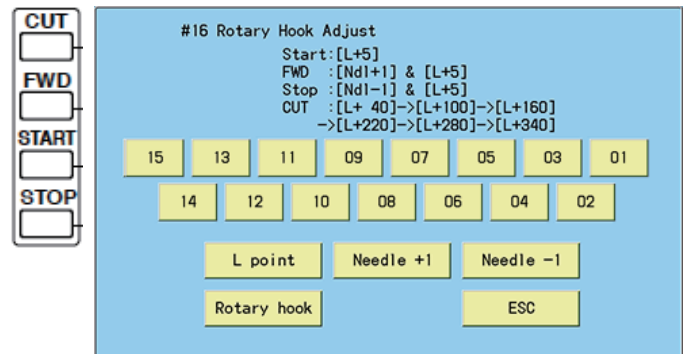 CUT
FWD
START
STOP
#16 Rotary Hook Adjust
Start:[L+5]
FWD :[Ndl+1] & [L+5]
Stop :[Ndl-1] & [L+5]
CUT :[L+ 40]->[L+100]->[L+160]
->[L+220]->[L+280]->[L+340]
15 13 11 09 07 05 03 01
14 12 10 08 06 04 02
L point Needle +1 Needle -1
Rotary hook ESC